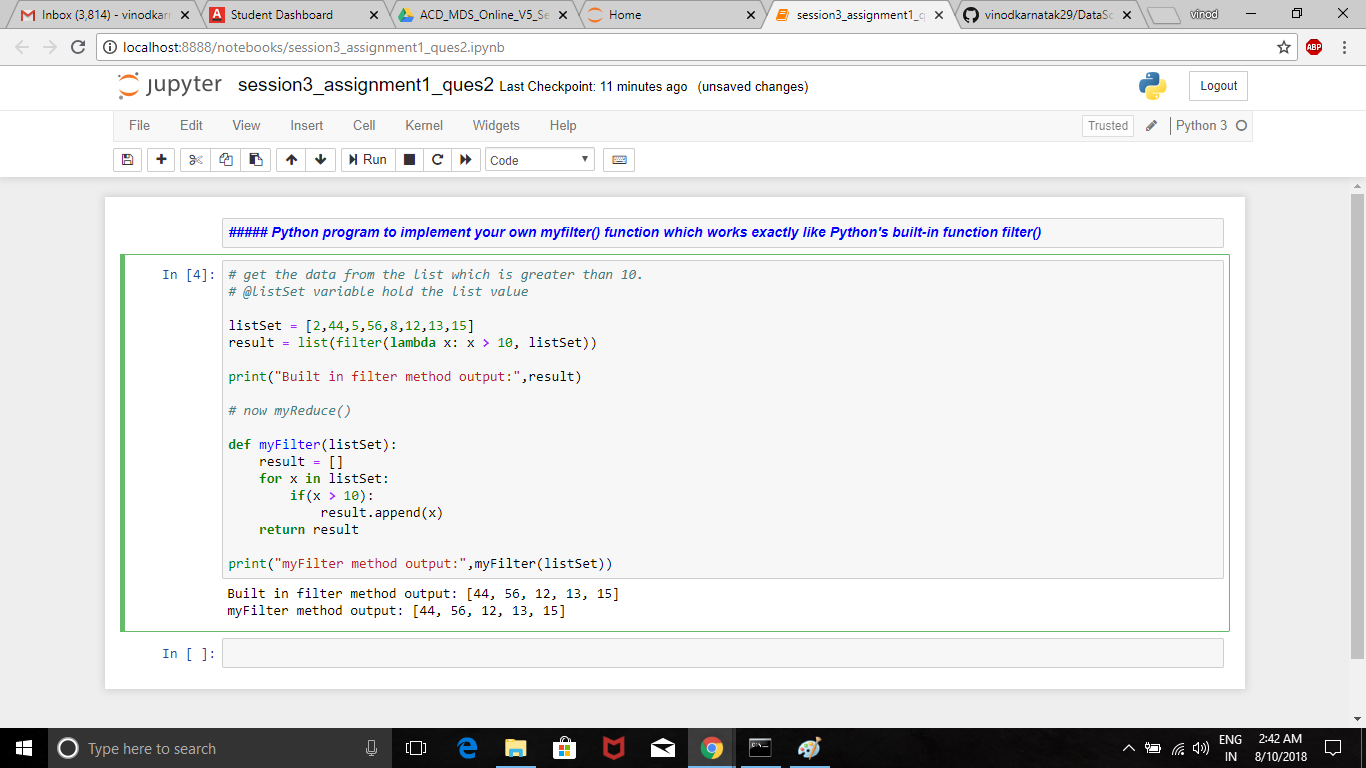 Inbox (3,814) - vinodkarn
Student Dashboard
ACD_MDS_Online_V5_Se
Home
session3_assignment1_q
vinodkarnatak29/DataSc
vinod
localhost:8888/notebooks/session3_assignment1_ques2.ipynb
ABP
jupyter session3_assignment1_ques2 Last Checkpoint: 11 minutes ago (unsaved changes)
Logout
File Edit View Insert Cell Kernel Widgets Help
Trusted
Python 3
Run
Code
##### Python program to implement your own myfilter() function which works exactly like Python's built-in function filter()
In [4]:
# get the data from the list which is greater than 10.
# @listSet variable hold the list value
listSet = [2,44,5,56,8,12,13,15]
result = list(filter(lambda x: x > 10, listSet))
print("Built in filter method output:",result)
# now myReduce()
def myFilter(listSet):
    result = []
    for x in listSet:
        if(x > 10):
            result.append(x)
    return result
print("myFilter method output:",myFilter(listSet))
Built in filter method output: [44, 56, 12, 13, 15]
myFilter method output: [44, 56, 12, 13, 15]
In [ ]:
Type here to search
ENG
IN
2:42 AM
8/10/2018